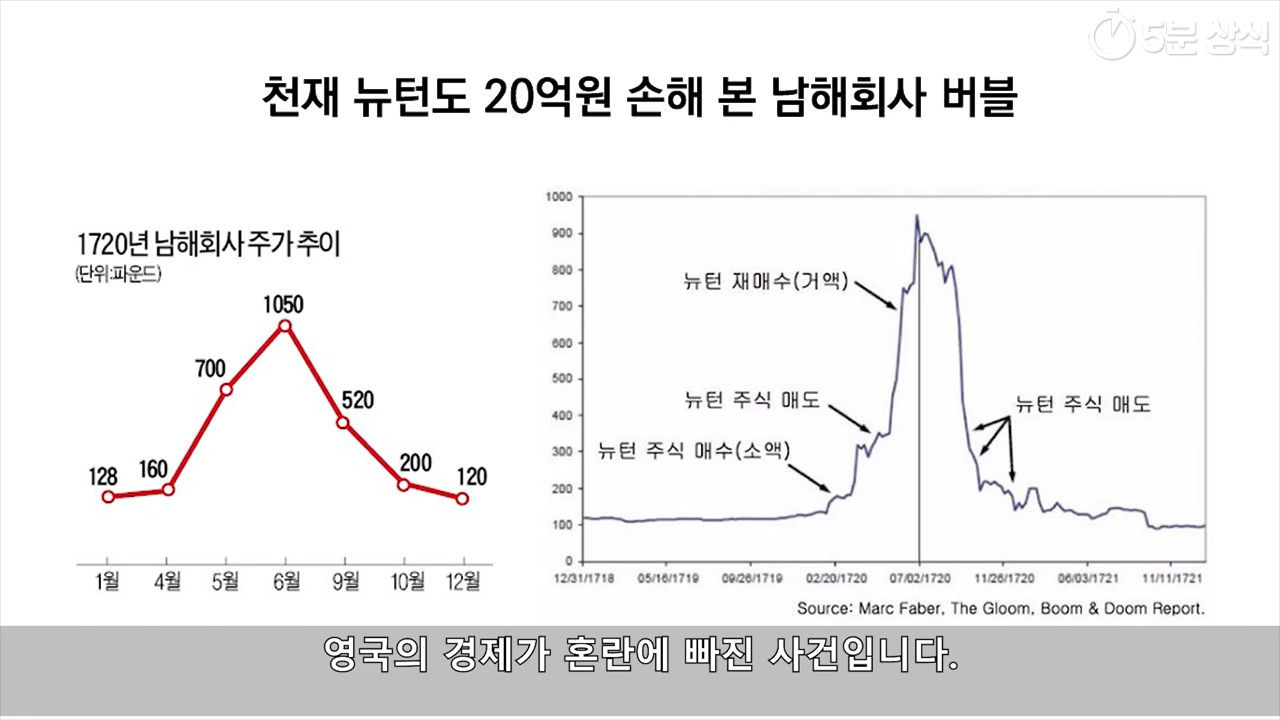 5분 상식
천재 뉴턴도 20억원 손해 본 남해회사 버블
1720년 남해회사 주가 추이
(단위:파운드)
1050
700
520
128
160
200
120
1월
4월
5월
6월
9월
10월
12월
1000
900
800
700
600
500
400
300
200
100
0
뉴턴 재매수(거액)
뉴턴 주식 매도
뉴턴 주식 매수(소액)
뉴턴 주식 매도
12/31/1718
05/16/1719
09/26/1719
02/20/1720
07/02/1720
11/26/1720
06/03/1721
11/11/1721
Source: Marc Faber, The Gloom, Boom & Doom Report.
영국의 경제가 혼란에 빠진 사건입니다.